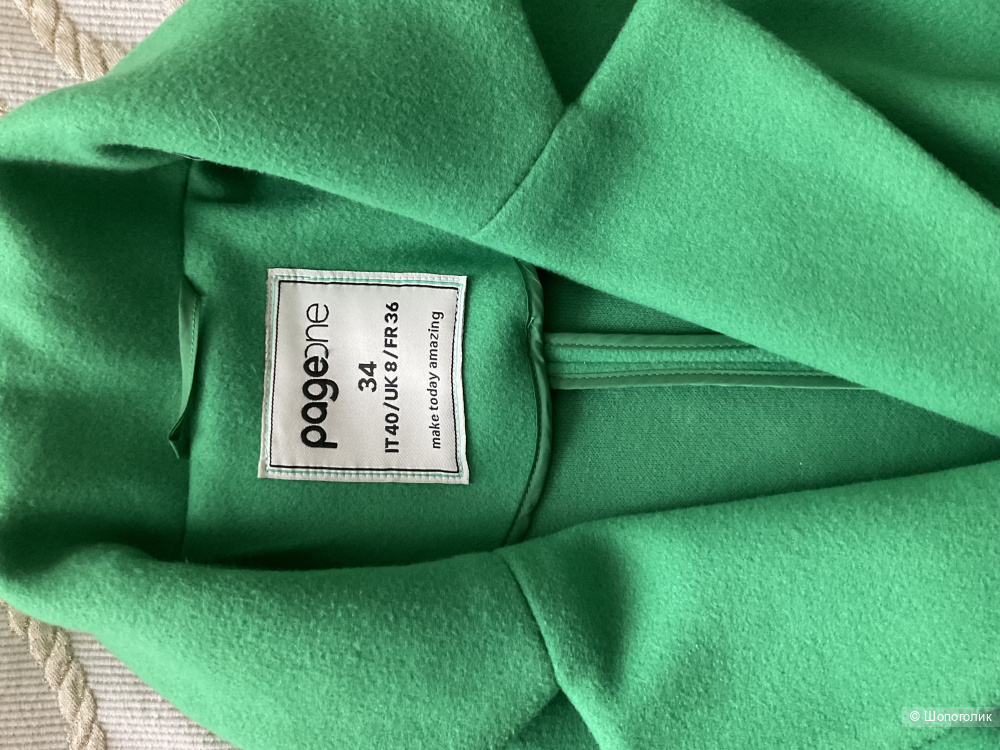 pageone
34
IT 40/UK 8/FR 36
make today amazing
© Шопоголик